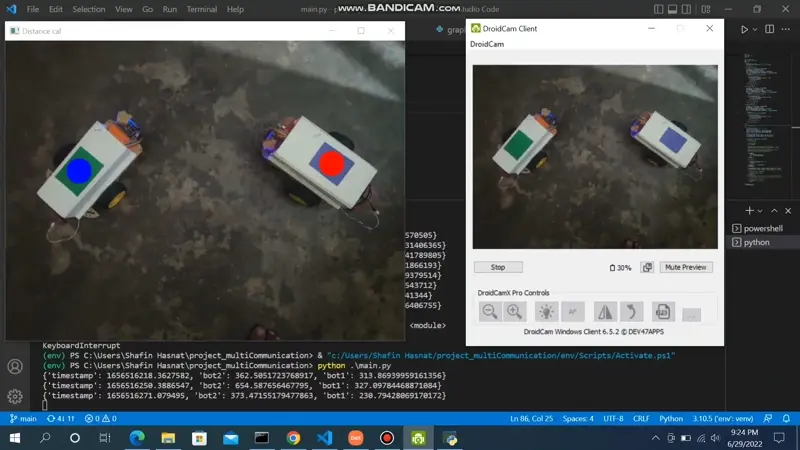 File Edit Selection View Go Run Terminal Help
main.py
WWW.BANDICAM.COM
Studio Code
Distance cal
DroidCam Client
DroidCam
Stop
30%
Mute Preview
DroidCamX Pro Controls
DroidCam Windows Client 6.5.2 © DEV47APPS
powershell
python
570505}
31406365}
41789805}
1866193}
9379514}
543712}
41344}
6406755}
<module>
KeyboardInterrupt
(env) PS C:\Users\Shafin Hasnat\project_multiCommunication> & "c:/Users/Shafin Hasnat/project_multiCommunication/env/Scripts/Activate.ps1"
(env) PS C:\Users\Shafin Hasnat\project_multiCommunication> python .\main.py
{'timestamp': 1656516218.3627582, 'bot2': 362.5051723768917, 'bot1': 313.86939959161356}
{'timestamp': 1656516250.3886547, 'bot2': 654.587656467795, 'bot1': 327.09784468871084}
{'timestamp': 1656516271.079495, 'bot2': 373.47155179477863, 'bot1': 230.79428069170172}
main 4↓ 1↑ 0 0
Ln 86, Col 25 Spaces: 4 UTF-8 CRLF Python 3.10.5 ('env': venv)
9:24 PM
6/29/2022